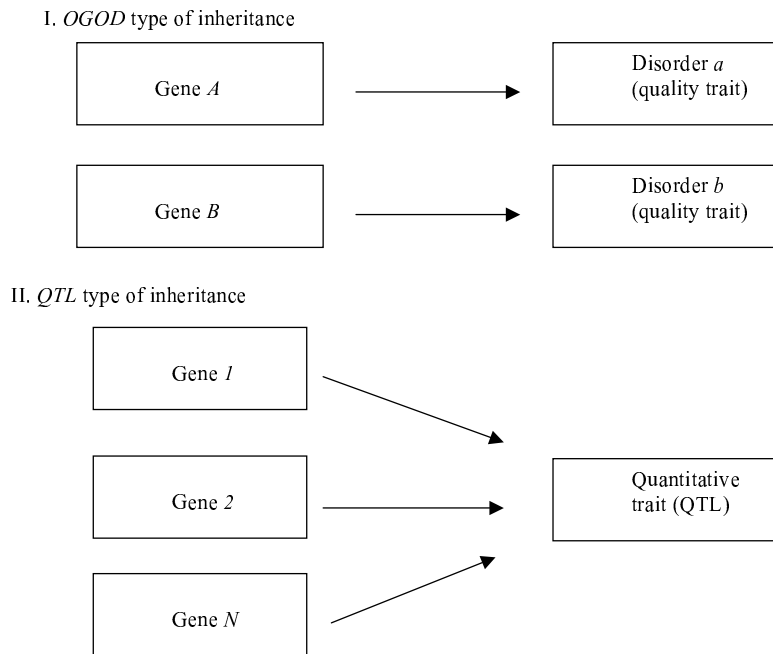 I. OGOD type of inheritance
Gene A
Disorder a
(quality trait)
Gene B
Disorder b
(quality trait)
II. QTL type of inheritance
Gene 1
Gene 2
Quantitative
trait (QTL)
Gene N